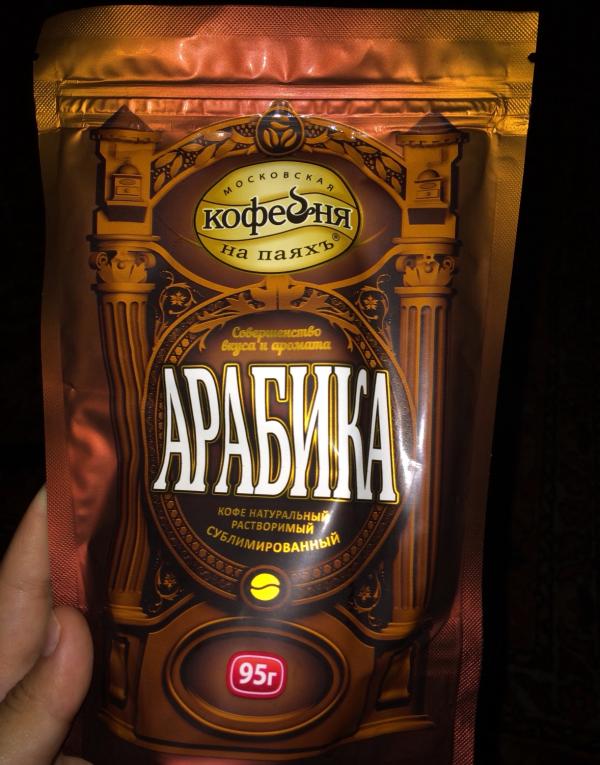 МОСКОВСКАЯ
кофейня
на паяхъ®
Совершенство
вкуса и аромата
АРАБИКА
КОФЕ НАТУРАЛЬНЫЙ
РАСТВОРИМЫЙ
СУБЛИМИРОВАННЫЙ
95г